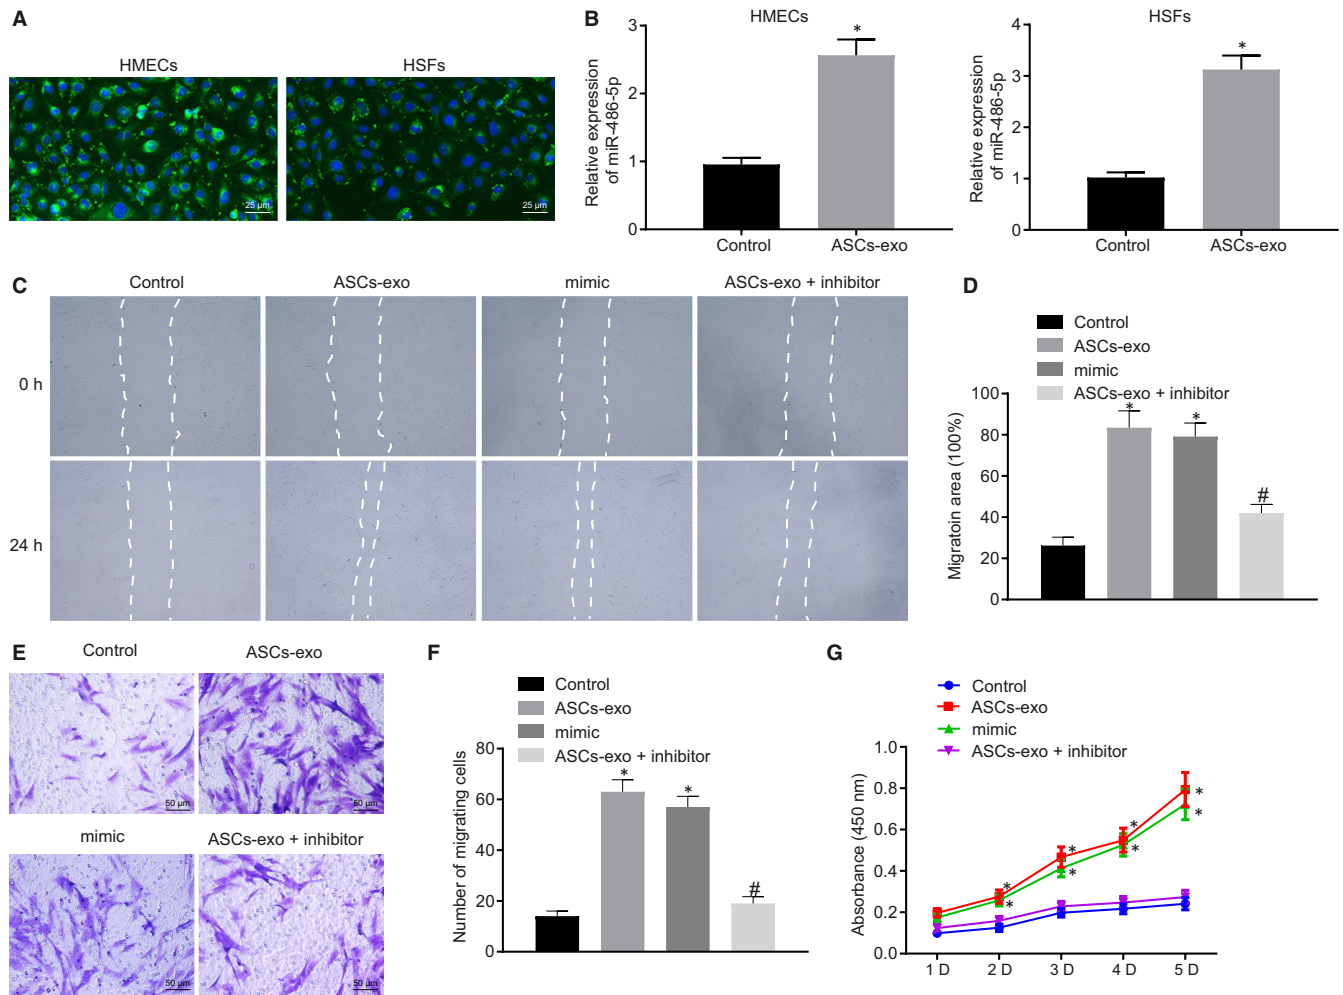 A
HMECs
HSFs
25 µm
25 µm
B
HMECs
Relative expression
of miR-486-5p
3
2
1
0
*
Control
ASCs-exo
HSFs
Relative expression
of miR-486-5p
4
3
2
1
0
*
Control
ASCs-exo
C
Control
ASCs-exo
mimic
ASCs-exo + inhibitor
0 h
24 h
D
Control
ASCs-exo
mimic
ASCs-exo + inhibitor
Migratoin area (100%)
100
80
60
40
20
0
*
*
#
E
Control
ASCs-exo
50 µm
50 µm
mimic
ASCs-exo + inhibitor
50 µm
50 µm
F
Control
ASCs-exo
mimic
ASCs-exo + inhibitor
Number of migrating cells
80
60
40
20
0
*
*
#
G
Control
ASCs-exo
mimic
ASCs-exo + inhibitor
Absorbance (450 nm)
1.0
0.8
0.6
0.4
0.2
0.0
*
*
*
*
*
*
*
*
1 D
2 D
3 D
4 D
5 D